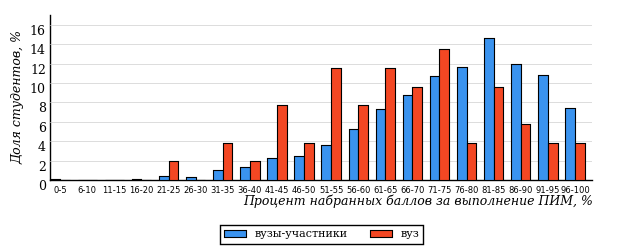 Доля студентов, %
16
14
12
10
8
6
4
2
0
0-5 6-10 11-15 16-20 21-25 26-30 31-35 36-40 41-45 46-50 51-55 56-60 61-65 66-70 71-75 76-80 81-85 86-90 91-95 96-100
Процент набранных баллов за выполнение ПИМ, %
вузы-участники вуз